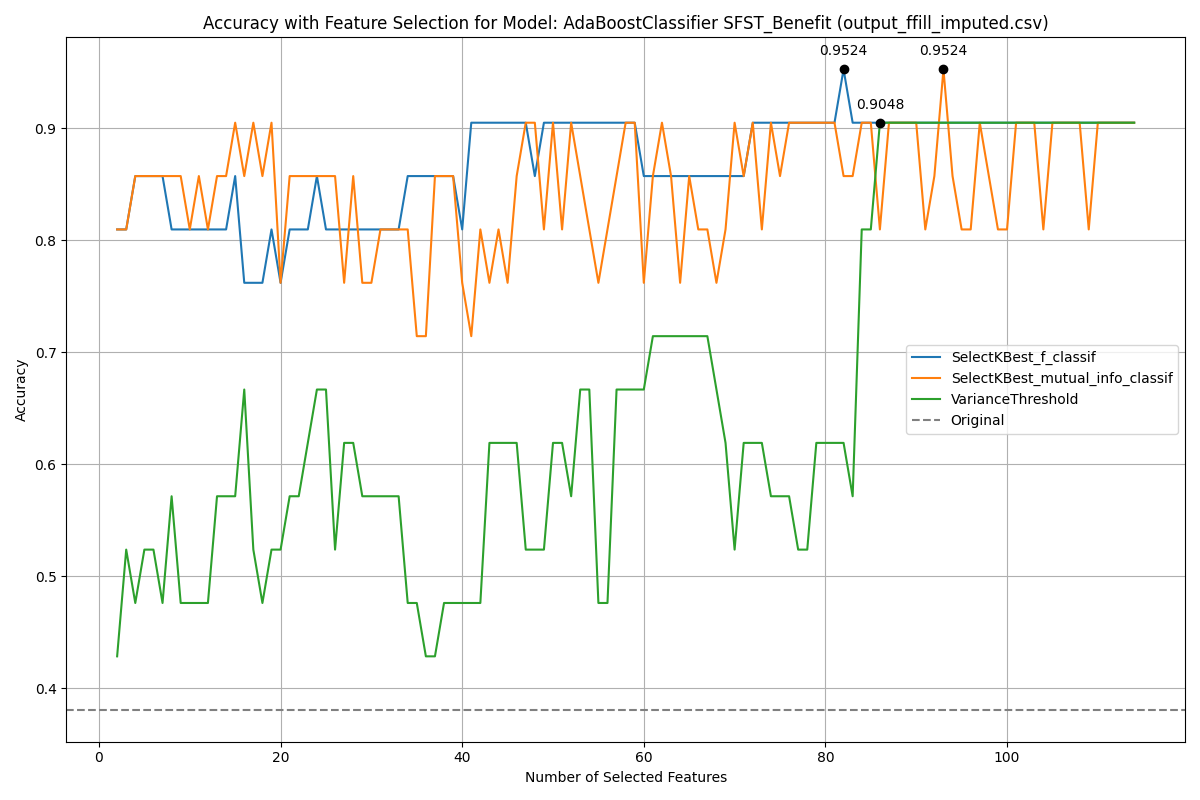 Accuracy with Feature Selection for Model: AdaBoostClassifier SFST_Benefit (output_ffill_imputed.csv)
0.9524
0.9524
0.9048
0.9
0.8
0.7
0.6
0.5
0.4
Accuracy
SelectKBest_f_classif
SelectKBest_mutual_info_classif
VarianceThreshold
Original
0 20 40 60 80 100
Number of Selected Features